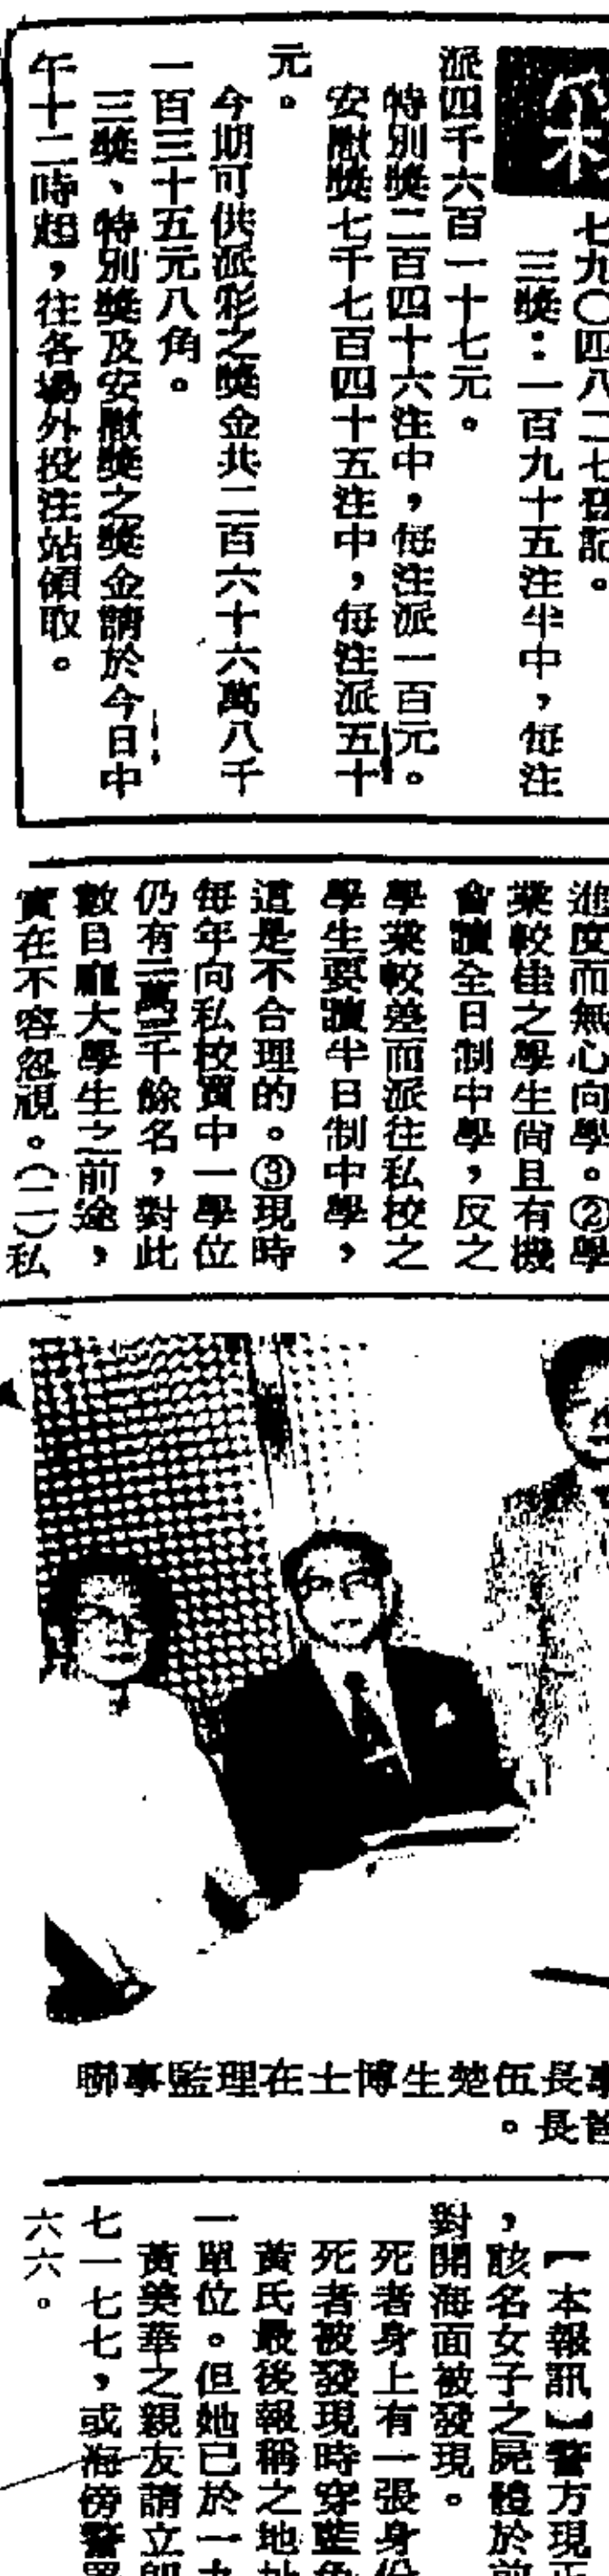 彩
七九〇四八二七登記。
三獎：一百九十五注半中，每注
派四千六百一十七元。
特別獎二百四十六注中，每注派一百元。
安慰獎七千七百四十五注中，每注派五十
元。
今期可供派彩之獎金共二百六十六萬八千
一百三十五元八角。
三獎、特別獎及安慰獎之獎金請於今日中
午十二時起，往各場外投注站領取。
進度而無心向學。②學
業較佳之學生尚且有機
會讀全日制中學，反之
學業較差而派往私校之
學生要讀半日制中學，
這是不合理的。③現時
每年向私校買中一學位
仍有二萬三千餘名，對此
數目龐大學生之前途，
實在不容忽視。（二）私
事長伍楚生博士在理監事聯
長。
【本報訊】警方現正
，該名女子之屍體於前
對開海面被發現。
死者身上有一張身份
死者被發現時穿藍色
黃氏最後報稱之地址
一單位。但她已於一九
黃美華之親友請立即
七一七七，或海傍警署
六六。